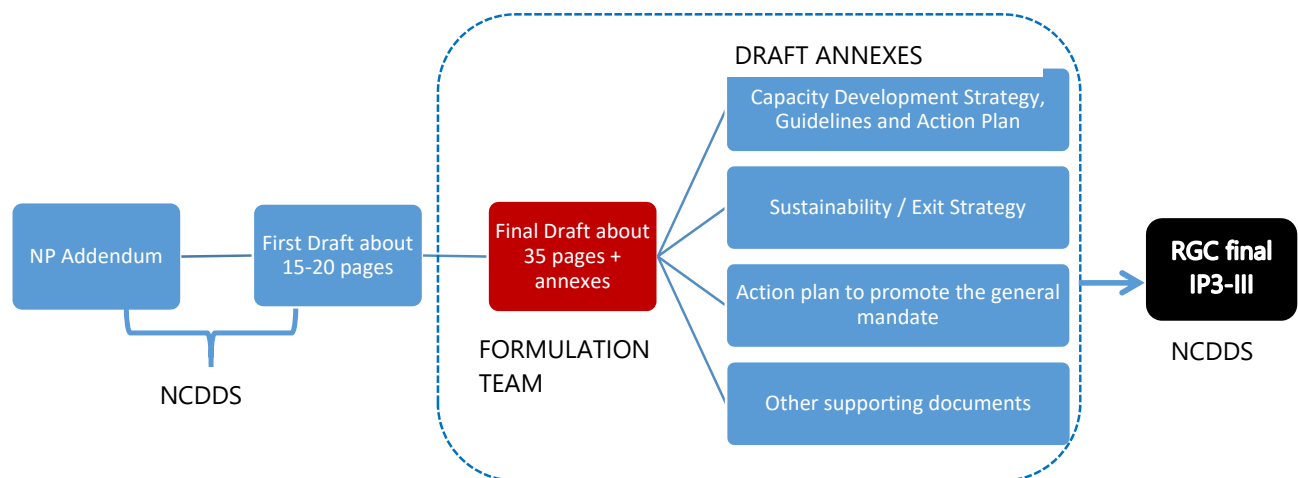 NP Addendum
First Draft about
15-20 pages
NCDDS
Final Draft about
35 pages +
annexes
FORMULATION
TEAM
DRAFT ANNEXES
Capacity Development Strategy,
Guidelines and Action Plan
Sustainability / Exit Strategy
Action plan to promote the general
mandate
Other supporting documents
RGC final
IP3-III
NCDDS